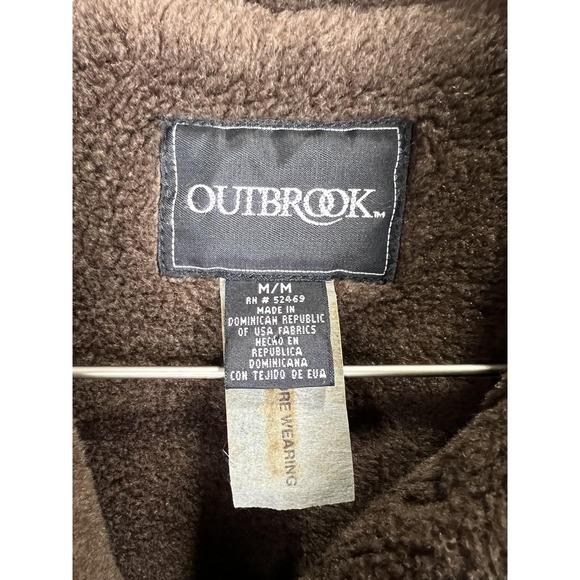 OUTBROOK™
M/M
RN # 52469
MADE IN
DOMINICAN REPUBLIC
OF USA FABRICS
HECHO EN
REPUBLICA
DOMINICANA
CON TEJIDO DE EUA
RE WEARING